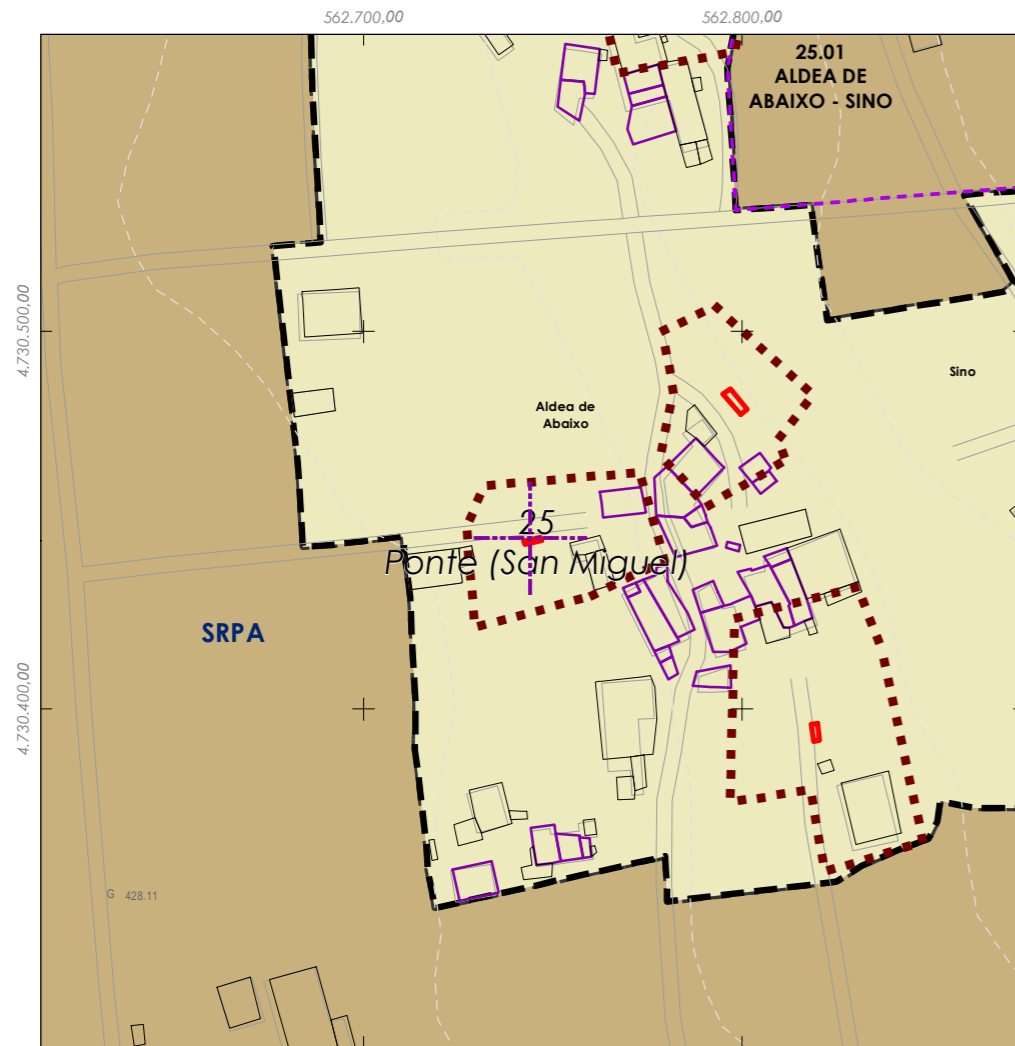 562.700,00
562.800,00
25.01
ALDEA DE
ABAIXO - SINO
4.730.500,00
Sino
Aldea de
Abaixo
25
Ponte (San Miguel)
SRPA
4.730.400,00
G 428.11